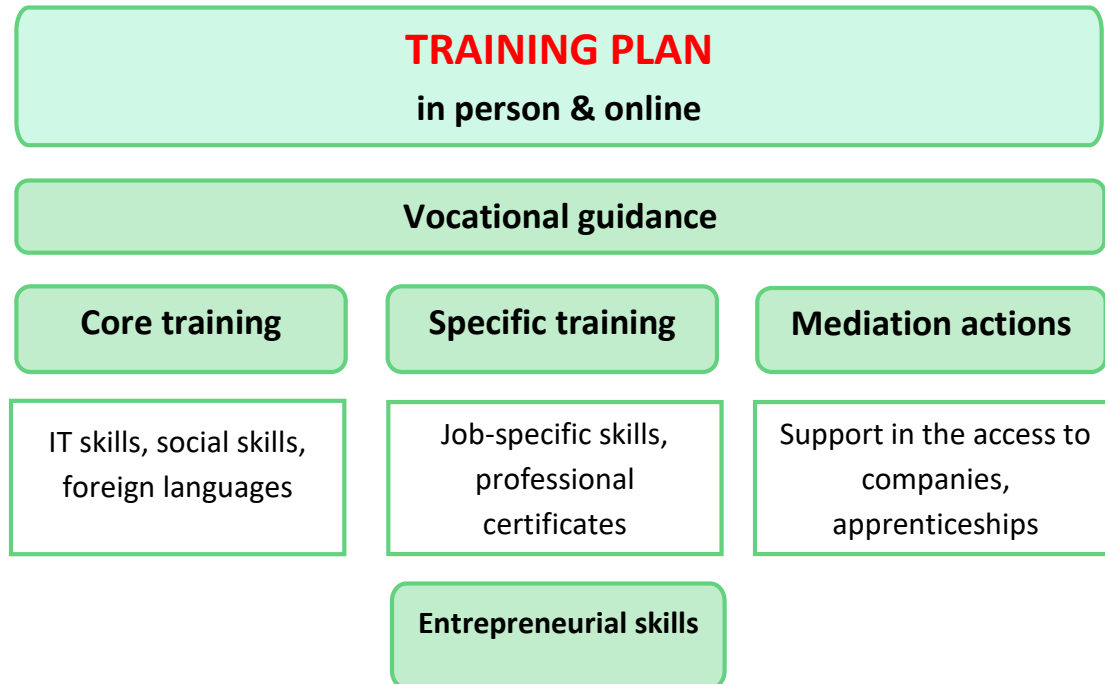 TRAINING PLAN
in person & online
Vocational guidance
Core training
Specific training
Mediation actions
IT skills, social skills,
foreign languages
Job-specific skills,
professional
certificates
Support in the access to
companies,
apprenticeships
Entrepreneurial skills